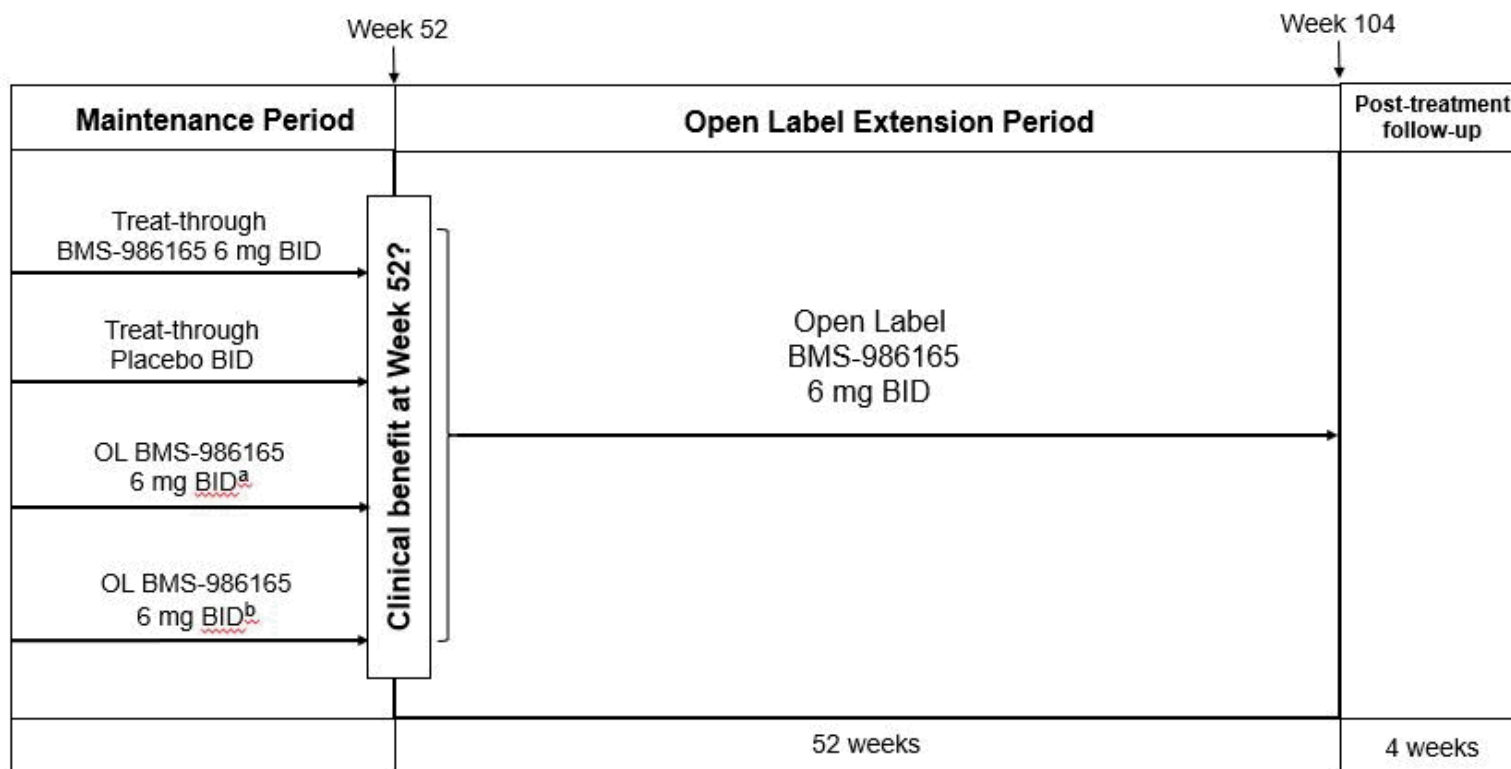 Week 52
Week 104
Maintenance Period
Open Label Extension Period
Post-treatment
follow-up
Treat-through
BMS-986165 6 mg BID
Treat-through
Placebo BID
OL BMS-986165
6 mg BIDᵃ
OL BMS-986165
6 mg BIDᵇ
Clinical benefit at Week 52?
Open Label
BMS-986165
6 mg BID
52 weeks
4 weeks